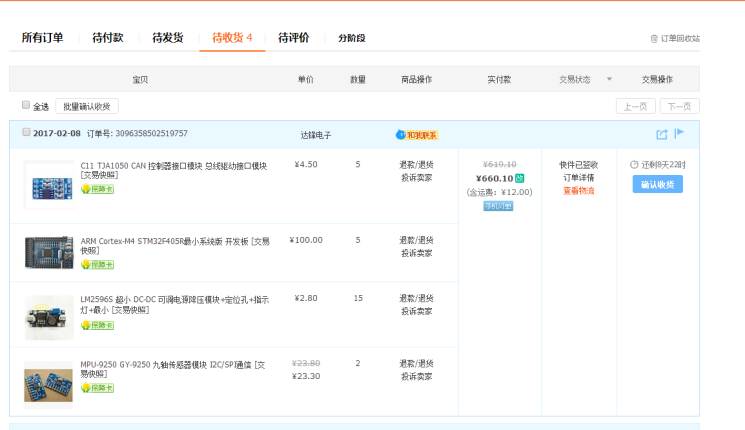 所有订单 待付款 待发货 待收货 4 待评价 分阶段 订单回收站
宝贝 单价 数量 商品操作 实付款 交易状态 交易操作
全选 批量确认收货 上一页 下一页
2017-02-08 订单号: 3096358502519757 达锋电子 和我联系
C11 TJA1050 CAN 控制器接口模块 总线驱动接口模块 ¥4.50 5 退款/退货 ¥619.10 快件已签收 还剩8天22时
[交易快照] 投诉卖家 ¥660.10 改 订单详情 确认收货
保障卡 (含运费: ¥12.00) 查看物流
手机订单
ARM Cortex-M4 STM32F405R最小系统版 开发板 [交易 ¥100.00 5 退款/退货
快照] 投诉卖家
保障卡
LM2596S 超小 DC-DC 可调电源降压模块+定位孔+指示 ¥2.80 15 退款/退货
灯+最小 [交易快照] 投诉卖家
保障卡
MPU-9250 GY-9250 九轴传感器模块 I2C/SPI通信 [交 ¥23.80 2 退款/退货
易快照] ¥23.30 投诉卖家
保障卡